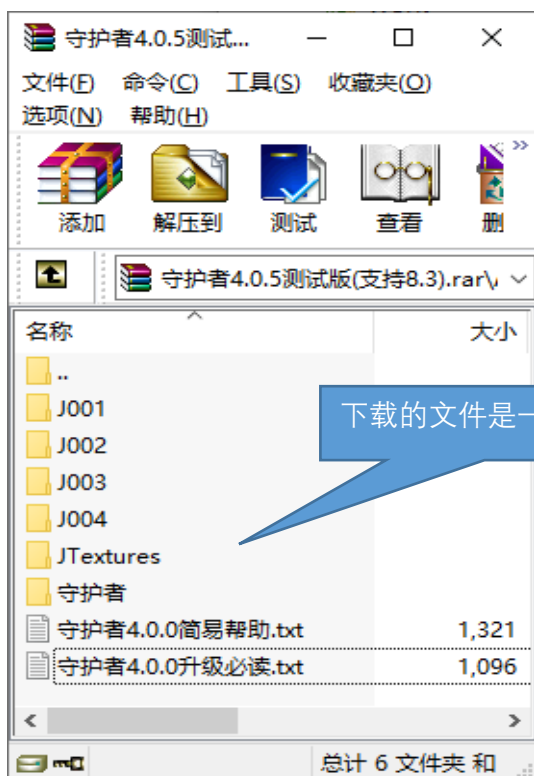 守护者4.0.5测试...
文件(F) 命令(C) 工具(S) 收藏夹(O)
选项(N) 帮助(H)
添加 解压到 测试 查看 删
守护者4.0.5测试版(支持8.3).rar\
名称 大小
..
J001
下载的文件是一
J002
J003
J004
JTextures
守护者
守护者4.0.0简易帮助.txt 1,321
守护者4.0.0升级必读.txt 1,096
总计 6 文件夹 和